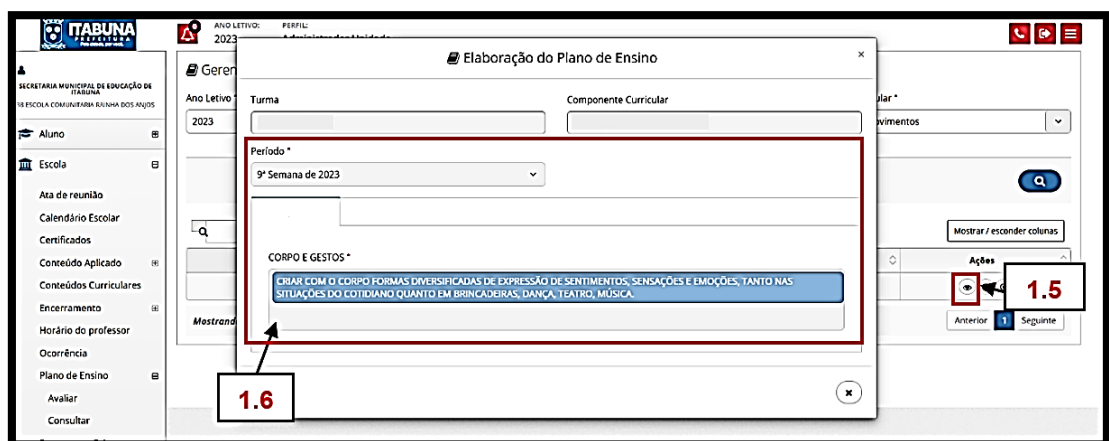 ITABUNA
PREFEITURA
ANO LETIVO:
PERFIL:
2023
SECRETARIA MUNICIPAL DE EDUCAÇÃO DE
ITABUNA
ESCOLA COMUNITARIA RAINHA DOS ANJOS
Aluno
Escola
Ata de reunião
Calendário Escolar
Certificados
Conteúdo Aplicado
Conteúdos Curriculares
Encerramento
Horário do professor
Ocorrência
Plano de Ensino
Avaliar
Consultar
Geren
Ano Letivo *
2023
ular *
ovimentos
Elaboração do Plano de Ensino
×
Turma
Componente Curricular
Período *
9ª Semana de 2023
CORPO E GESTOS *
CRIAR COM O CORPO FORMAS DIVERSIFICADAS DE EXPRESSÃO DE SENTIMENTOS, SENSAÇÕES E EMOÇÕES, TANTO NAS
SITUAÇÕES DO COTIDIANO QUANTO EM BRINCADEIRAS, DANÇA, TEATRO, MÚSICA.
Mostrar / esconder colunas
Ações
1.5
Mostrand
Anterior 1 Seguinte
1.6